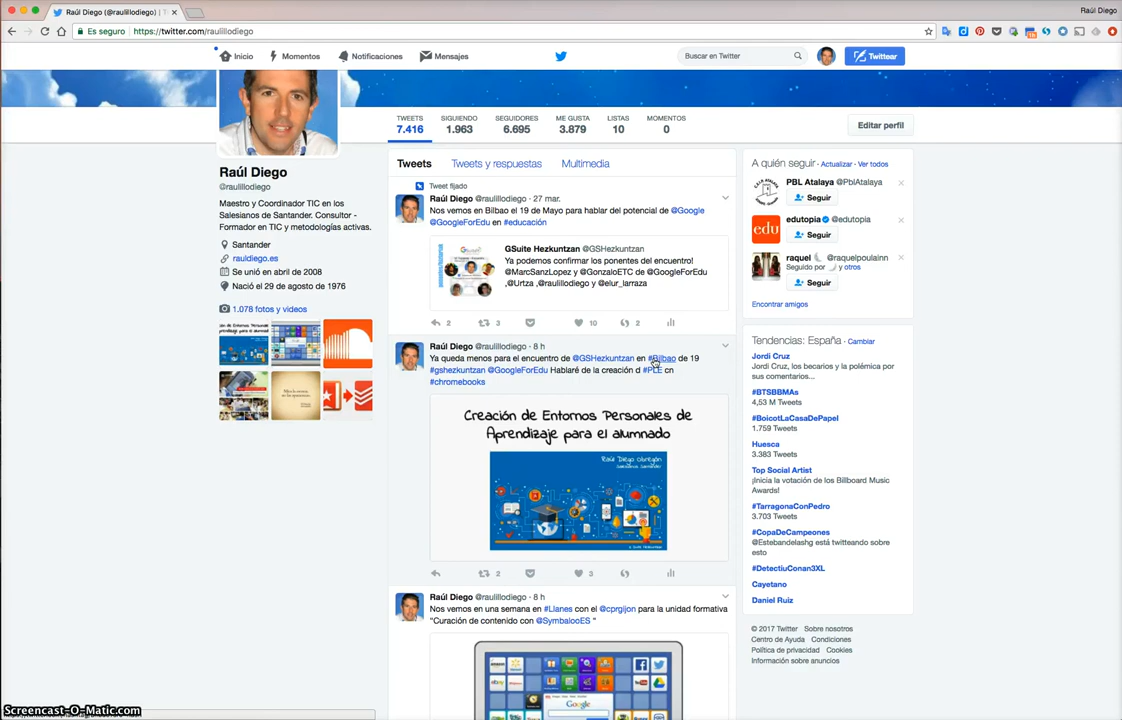 Raúl Diego (@raulillodiego) | T
Raúl Diego
Es seguro
https://twitter.com/raulillodiego
Inicio
Momentos
Notificaciones
Mensajes
Buscar en Twitter
Twittear
TWEETS
7.416
SIGUIENDO
1.963
SEGUIDORES
6.695
ME GUSTA
3.879
LISTAS
10
MOMENTOS
0
Editar perfil
Raúl Diego
@raulillodiego
Maestro y Coordinador TIC en los
Salesianos de Santander. Consultor -
Formador en TIC y metodologías activas.
Santander
rauldiego.es
Se unió en abril de 2008
Nació el 29 de agosto de 1976
1.078 fotos y videos
Tweets
Tweets y respuestas
Multimedia
Tweet fijado
Raúl Diego @raulillodiego · 27 mar.
Nos vemos en Bilbao el 19 de Mayo para hablar del potencial de @Google
@GoogleForEdu en #educación
GSuite Hezkuntzan @GSHezkuntzan
Ya podemos confirmar los ponentes del encuentro!
@MarcSanzLopez y @GonzaloETC de @GoogleForEdu
,@Urtza ,@raulillodiego y @elur_larraza
2 3 10 2
Raúl Diego @raulillodiego · 8 h
Ya queda menos para el encuentro de @GSHezkuntzan en #Bilbao de 19
#gshezkuntzan @GoogleForEdu Hablaré de la creación d #PLE cn
#chromebooks
Creación de Entornos Personales de
Aprendizaje para el alumnado
Raúl Diego Obregón
Salesianos Santander
2 3
Raúl Diego @raulillodiego · 8 h
Nos vemos en una semana en #Llanes con el @cprgijon para la unidad formativa
"Curación de contenido con @SymbalooES "
Google
A quién seguir · Actualizar · Ver todos
PBL Atalaya @PblAtalaya
Seguir
edutopia @edutopia
Seguir
raquel @raquelpoulainn
Seguido por y otros
Seguir
Encontrar amigos
Tendencias: España · Cambiar
Jordi Cruz
Jordi Cruz, los becarios y la polémica por
sus comentarios...
#BTSBBMAs
4,53 M Tweets
#BoicotLaCasaDePapel
1.759 Tweets
Huesca
3.383 Tweets
Top Social Artist
¡Inicia la votación de los Billboard Music
Awards!
#TarragonaConPedro
3.703 Tweets
#CopaDeCampeones
@Estebandelashg está twitteando sobre
esto
#DetectiuConan3XL
Cayetano
Daniel Ruiz
© 2017 Twitter Sobre nosotros
Centro de Ayuda Condiciones
Política de privacidad Cookies
Información sobre anuncios
Screencast-O-Matic.com